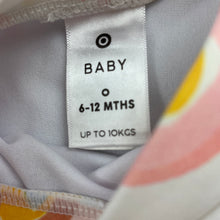 BABY
O
6-12 MTHS
UP TO 10KGS